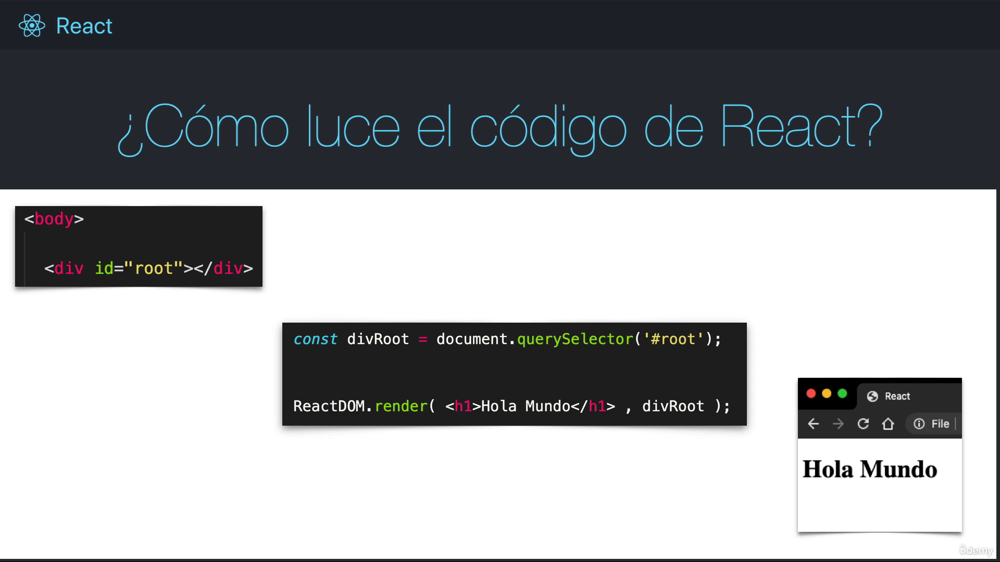 React
¿Cómo luce el código de React?
<body>
<div id="root"></div>
const divRoot = document.querySelector('#root');
ReactDOM.render( <h1>Hola Mundo</h1> , divRoot );
React
File
Hola Mundo
ûdemy